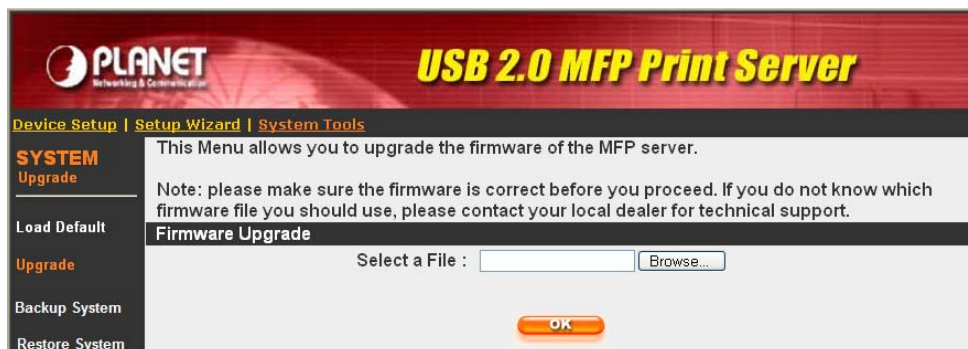 PLANET
Networking & Communication
USB 2.0 MFP Print Server
Device Setup | Setup Wizard | System Tools
SYSTEM
Upgrade
Load Default
Upgrade
Backup System
Restore System
This Menu allows you to upgrade the firmware of the MFP server.
Note: please make sure the firmware is correct before you proceed. If you do not know which
firmware file you should use, please contact your local dealer for technical support.
Firmware Upgrade
Select a File :
Browse...
OK